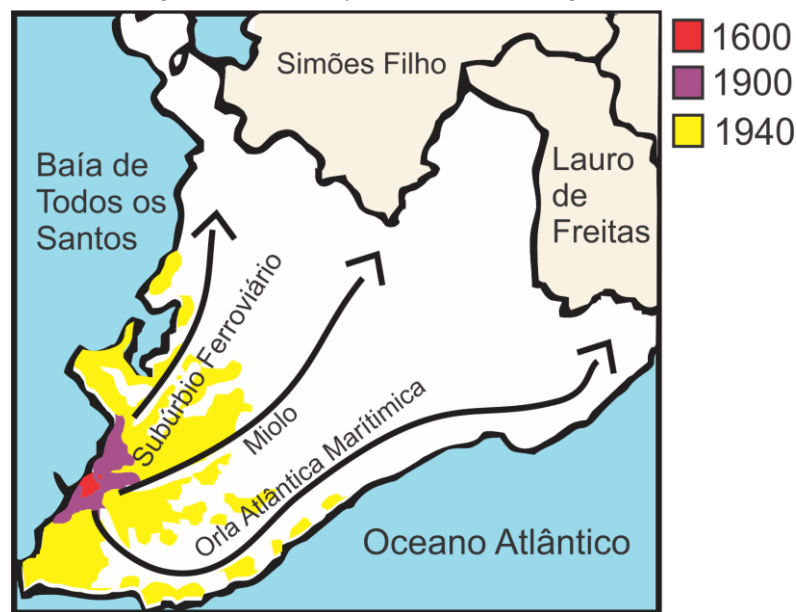 Simões Filho
1600
1900
1940
Baía de
Todos os
Santos
Lauro
de
Freitas
Subúrbio Ferroviário
Miolo
Orla Atlântica Marítimica
Oceano Atlântico